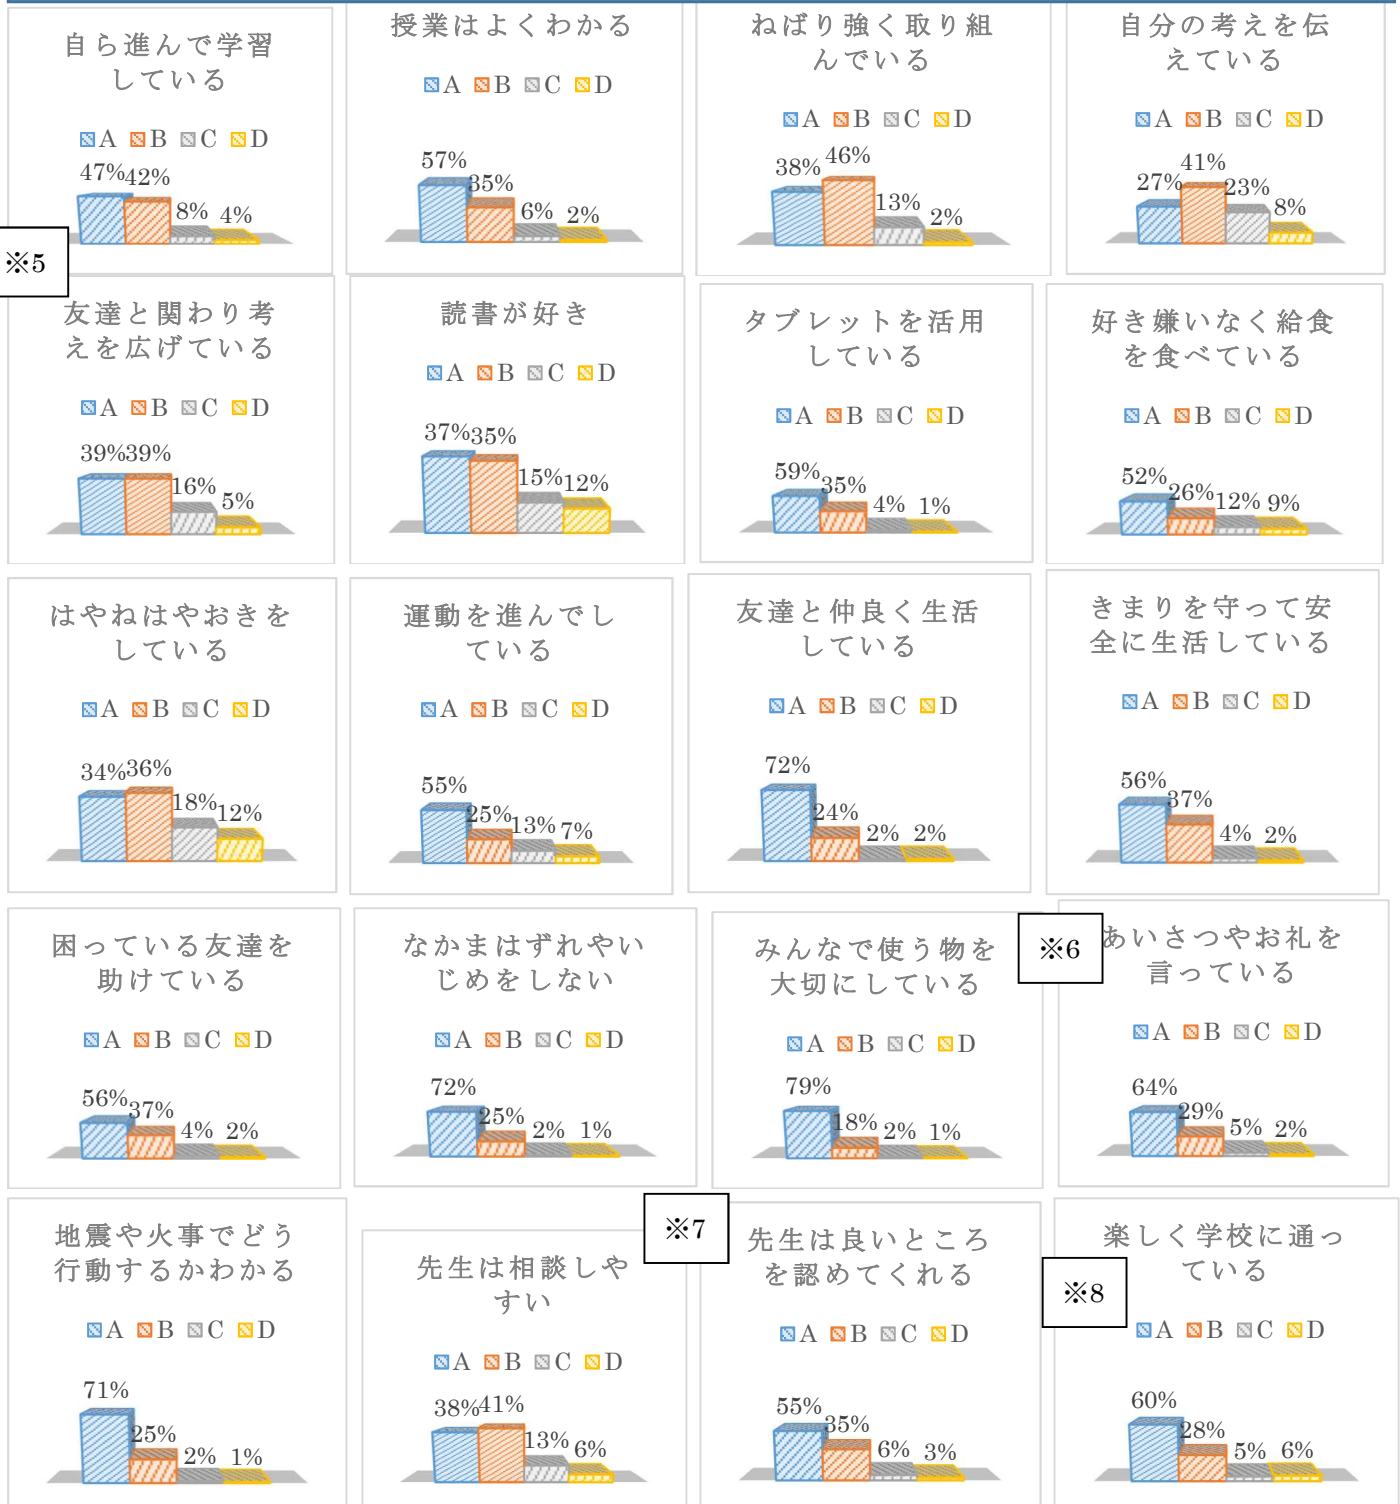 自ら進んで学習
している
A B C D
47% 42% 8% 4%
授業はよくわかる
A B C D
57% 35% 6% 2%
ねばり強く取り組
んでいる
A B C D
38% 46% 13% 2%
自分の考えを伝
えている
A B C D
27% 41% 23% 8%
※5
友達と関わり考
えを広げている
A B C D
39% 39% 16% 5%
読書が好き
A B C D
37% 35% 15% 12%
タブレットを活用
している
A B C D
59% 35% 4% 1%
好き嫌いなく給食
を食べている
A B C D
52% 26% 12% 9%
はやねはやおきを
している
A B C D
34% 36% 18% 12%
運動を進んでし
ている
A B C D
55% 25% 13% 7%
友達と仲良く生活
している
A B C D
72% 24% 2% 2%
きまりを守って安
全に生活している
A B C D
56% 37% 4% 2%
困っている友達を
助けている
A B C D
56% 37% 4% 2%
なかまはずれやい
じめをしない
A B C D
72% 25% 2% 1%
みんなで使う物を
大切にしている
A B C D
79% 18% 2% 1%
※6
あいさつやお礼を
言っている
A B C D
64% 29% 5% 2%
地震や火事でどう
行動するかわかる
A B C D
71% 25% 2% 1%
先生は相談しや
すい
A B C D
38% 41% 13% 6%
※7
先生は良いところ
を認めてくれる
A B C D
55% 35% 6% 3%
※8
楽しく学校に通っ
ている
A B C D
60% 28% 5% 6%